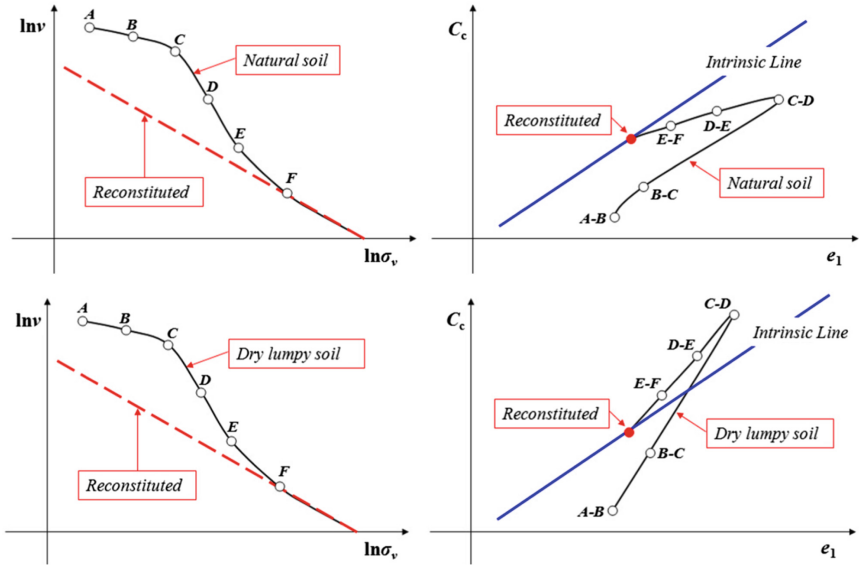 lnv
A
B
C
Natural soil
D
E
F
Reconstituted
lnσv
Cc
Intrinsic Line
Reconstituted
C-D
D-E
E-F
Natural soil
B-C
A-B
e1
lnv
A
B
C
Dry lumpy soil
D
E
F
Reconstituted
lnσv
Cc
C-D
Intrinsic Line
D-E
E-F
Reconstituted
Dry lumpy soil
B-C
A-B
e1